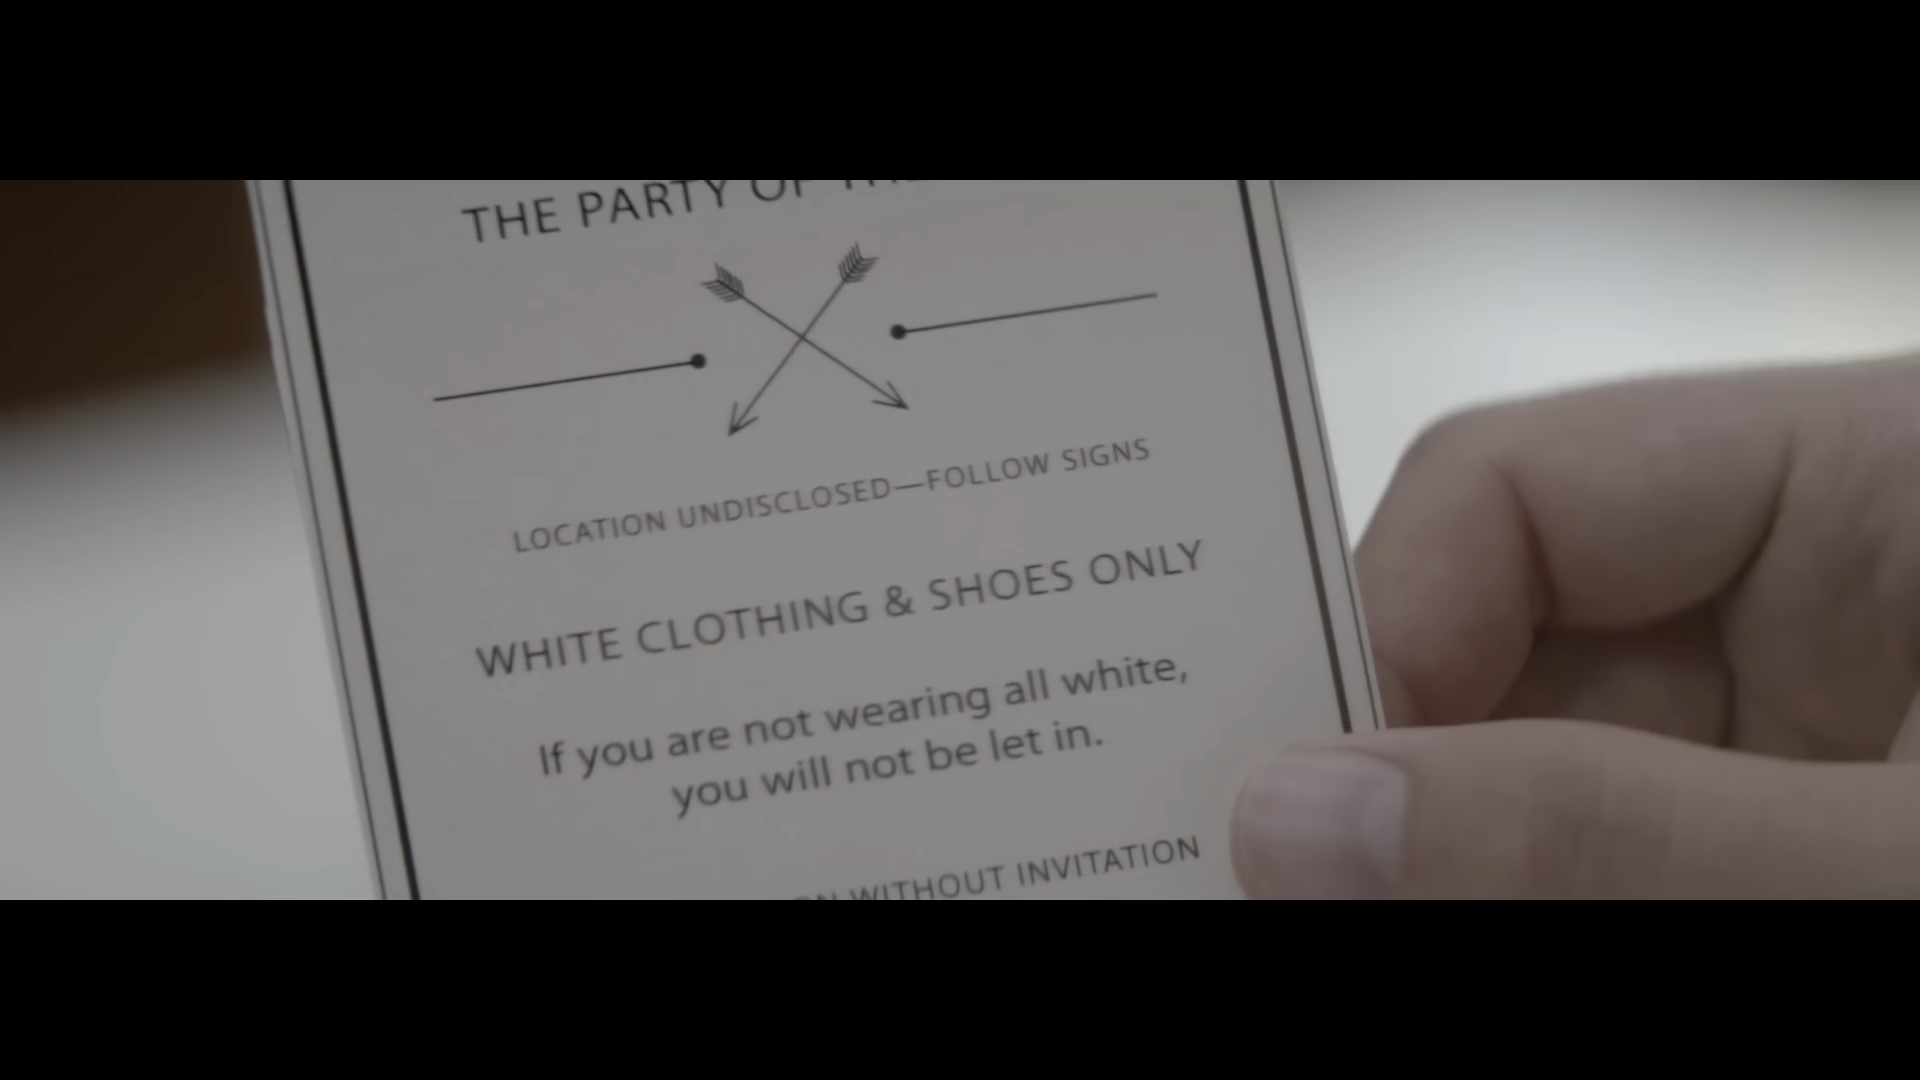 THE PARTY OF
LOCATION UNDISCLOSED—FOLLOW SIGNS
WHITE CLOTHING & SHOES ONLY
If you are not wearing all white,
you will not be let in.
WITHOUT INVITATION